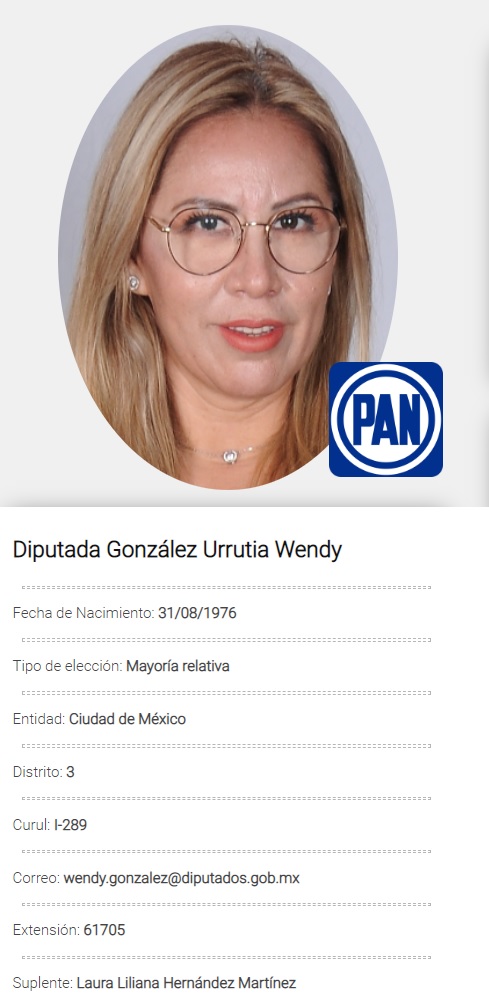 PAN
Diputada González Urrutia Wendy
Fecha de Nacimiento: 31/08/1976
Tipo de elección: Mayoría relativa
Entidad: Ciudad de México
Distrito: 3
Curul: I-289
Correo: wendy.gonzalez@diputados.gob.mx
Extensión: 61705
Suplente: Laura Liliana Hernández Martínez